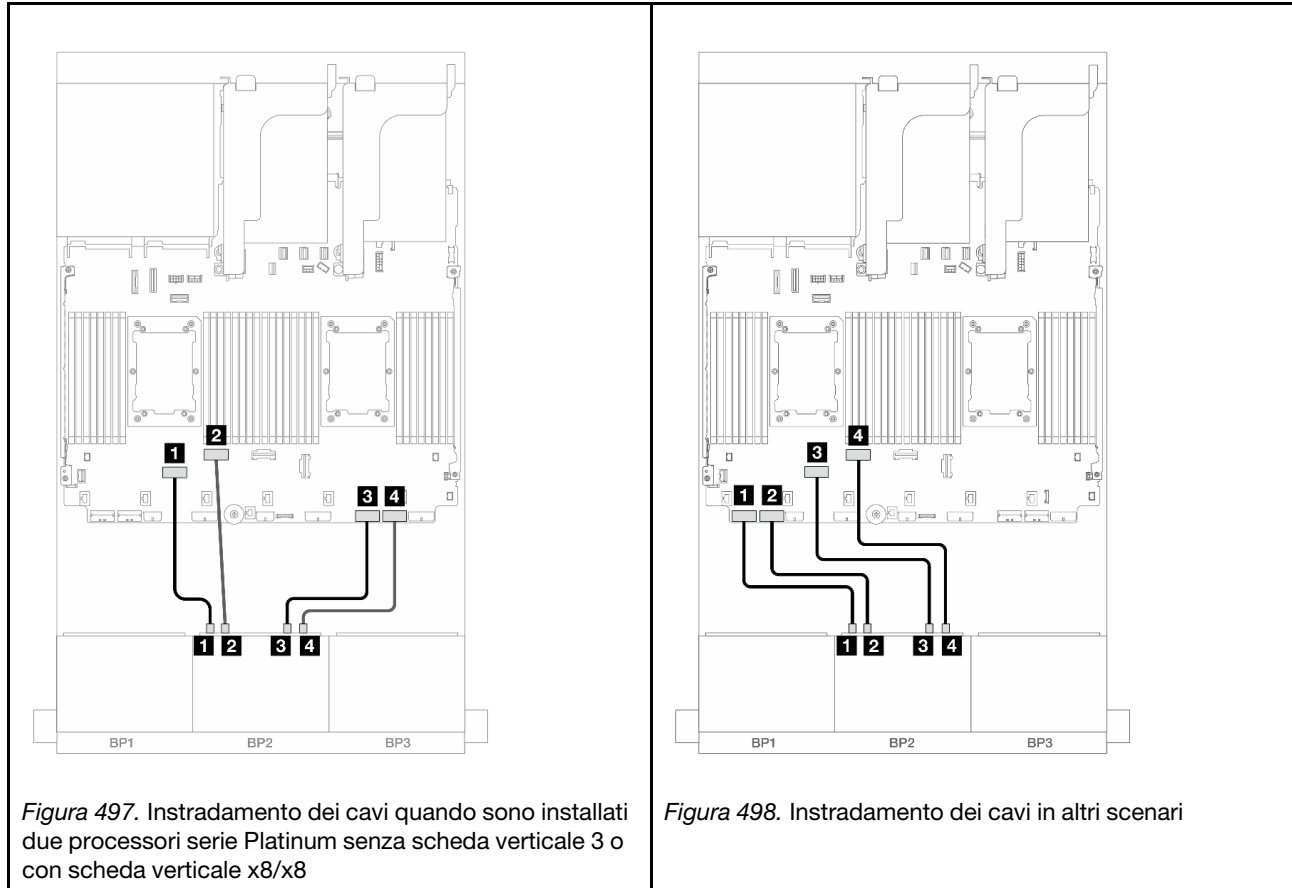 2
1
3 4
1 2 3 4
BP1 BP2 BP3
Figura 497. Instradamento dei cavi quando sono installati
due processori serie Platinum senza scheda verticale 3 o
con scheda verticale x8/x8
4
3
1 2
1 2 3 4
BP1 BP2 BP3
Figura 498. Instradamento dei cavi in altri scenari